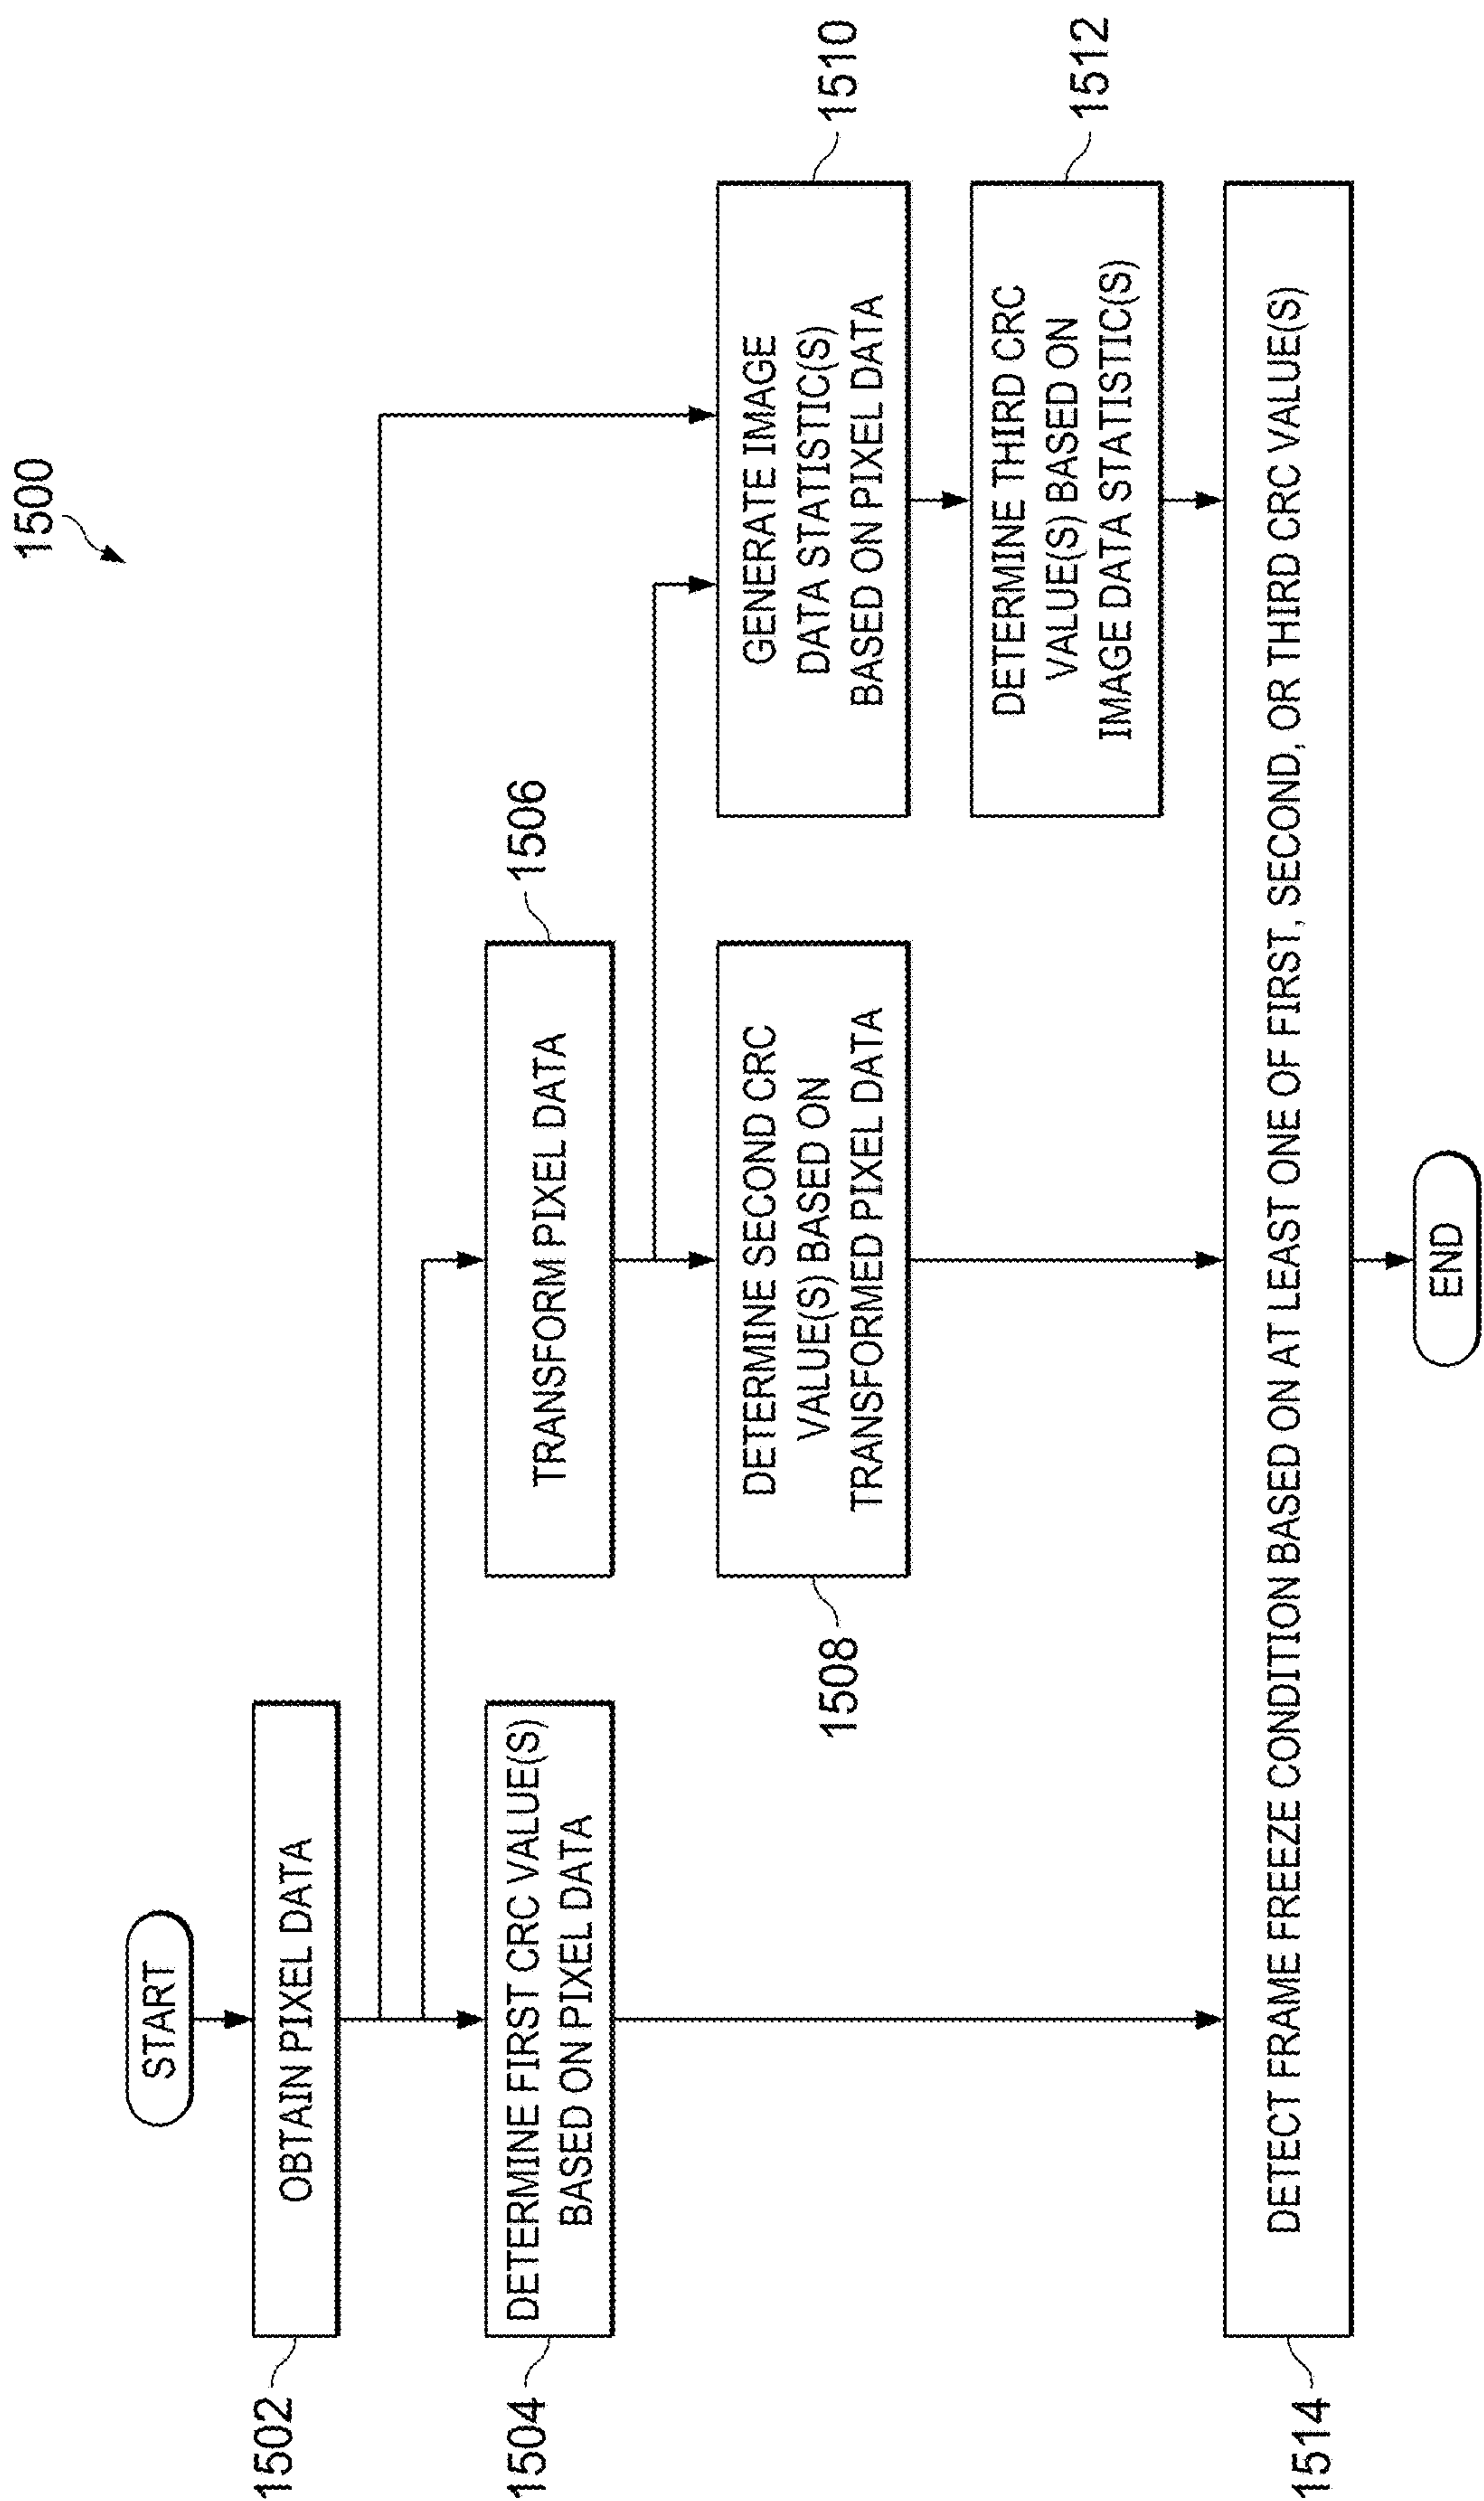 1500
START
1502
OBTAIN PIXEL DATA
1504
DETERMINE FIRST CRC VALUE(S)
BASED ON PIXEL DATA
1506
TRANSFORM PIXEL DATA
1508
DETERMINE SECOND CRC
VALUE(S) BASED ON
TRANSFORMED PIXEL DATA
1510
GENERATE IMAGE
DATA STATISTIC(S)
BASED ON PIXEL DATA
1512
DETERMINE THIRD CRC
VALUE(S) BASED ON
IMAGE DATA STATISTIC(S)
1514
DETECT FRAME FREEZE CONDITION BASED ON AT LEAST ONE OF FIRST, SECOND, OR THIRD CRC VALUE(S)
END